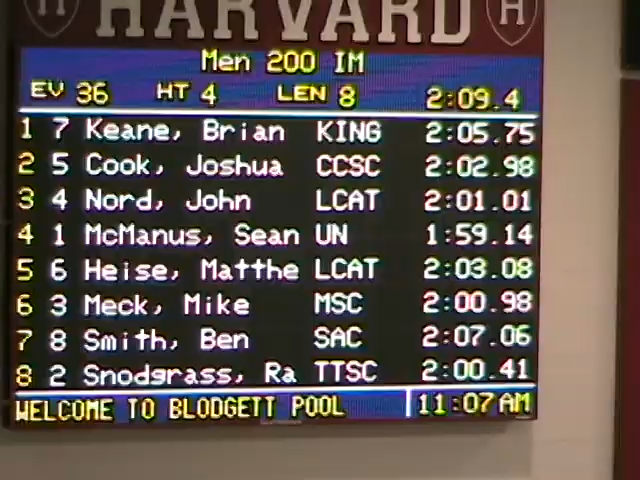 H HARVARD H
Men 200 IM
EV 36 HT 4 LEN 8 2:09.4
1 7 Keane, Brian KING 2:05.75
2 5 Cook, Joshua CCSC 2:02.98
3 4 Nord, John LCAT 2:01.01
4 1 McManus, Sean UN 1:59.14
5 6 Heise, Matthe LCAT 2:03.08
6 3 Meck, Mike MSC 2:00.98
7 8 Smith, Ben SAC 2:07.06
8 2 Snodgrass, Ra TTSC 2:00.41
WELCOME TO BLODGETT POOL 11:07AM